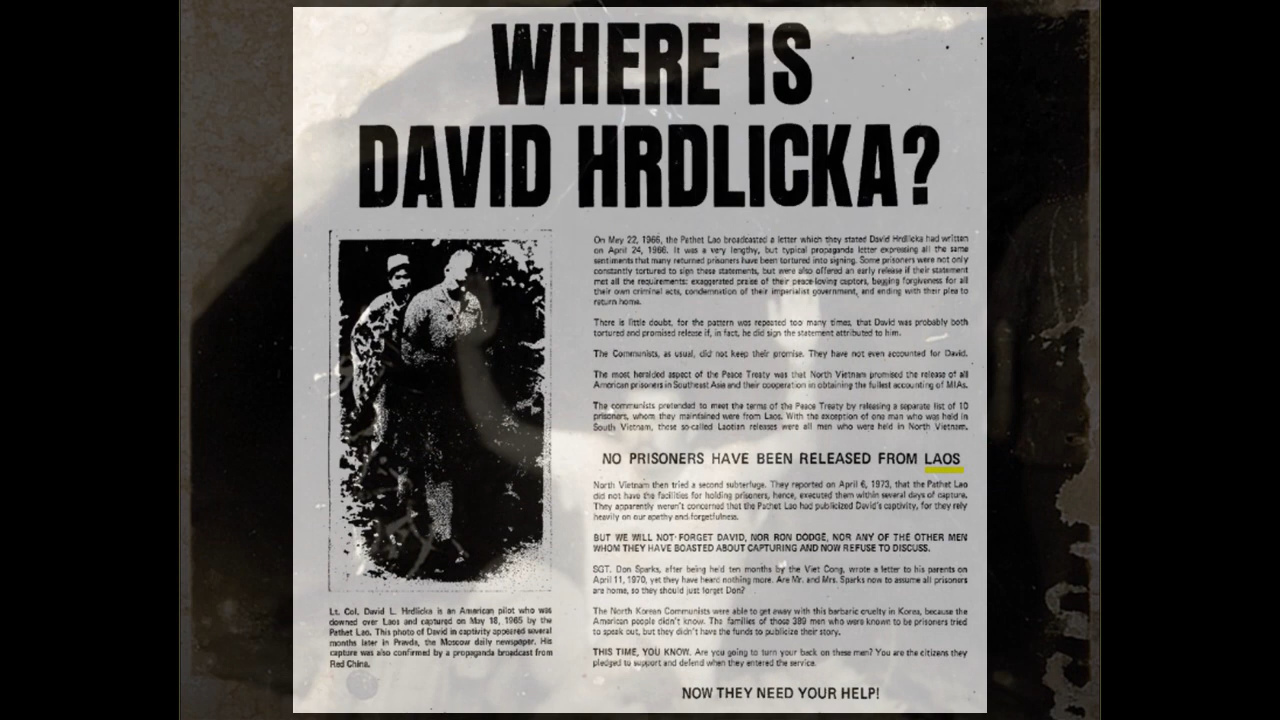 WHERE IS
DAVID HRDLICKA?
On May 22, 1966, the Pathet Lao broadcasted a letter which they stated David Hrdlicka had written
on April 24, 1966. It was a very lengthy, but typical propaganda letter expressing all the same
sentiments that many returned prisoners have been tortured into signing. Some prisoners were not only
constantly tortured to sign these statements, but were also offered an early release if their statement
met all the requirements: exaggerated praise of their peace-loving captors, begging forgiveness for all
their own criminal acts, condemnation of their imperialist government, and ending with their plea to
return home.
There is little doubt, for the pattern was repeated too many times, that David was probably both
tortured and promised release if, in fact, he did sign the statement attributed to him.
The Communists, as usual, did not keep their promise. They have not even accounted for David.
The most heralded aspect of the Peace Treaty was that North Vietnam promised the release of all
American prisoners in Southeast Asia and their cooperation in obtaining the fullest accounting of MIAs.
The communists pretended to meet the terms of the Peace Treaty by releasing a separate list of 10
prisoners, whom they maintained were from Laos. With the exception of one man who was held in
South Vietnam, these so-called Laotian releases were all men who were held in North Vietnam.
NO PRISONERS HAVE BEEN RELEASED FROM LAOS
North Vietnam then tried a second subterfuge. They reported on April 6, 1973, that the Pathet Lao
did not have the facilities for holding prisoners, hence, executed them within several days of capture.
They apparently weren't concerned that the Pathet Lao had publicized David's captivity, for they rely
heavily on our apathy and forgetfulness.
BUT WE WILL NOT FORGET DAVID, NOR RON DODGE, NOR ANY OF THE OTHER MEN
WHOM THEY HAVE BOASTED ABOUT CAPTURING AND NOW REFUSE TO DISCUSS.
SGT. Don Sparks, after being held ten months by the Viet Cong, wrote a letter to his parents on
April 11, 1970, yet they have heard nothing more. Are Mr. and Mrs. Sparks now to assume all prisoners
are home, so they should just forget Don?
The North Korean Communists were able to get away with this barbaric cruelty in Korea, because the
American people didn't know. The families of those 389 men who were known to be prisoners tried
to speak out, but they didn't have the funds to publicize their story.
THIS TIME, YOU KNOW. Are you going to turn your back on these men? You are the citizens they
pledged to support and defend when they entered the service.
NOW THEY NEED YOUR HELP!
Lt. Col. David L. Hrdlicka is an American pilot who was
downed over Laos and captured on May 18, 1965 by the
Pathet Lao. This photo of David in captivity appeared several
months later in Pravda, the Moscow daily newspaper. His
capture was also confirmed by a propaganda broadcast from
Red China.